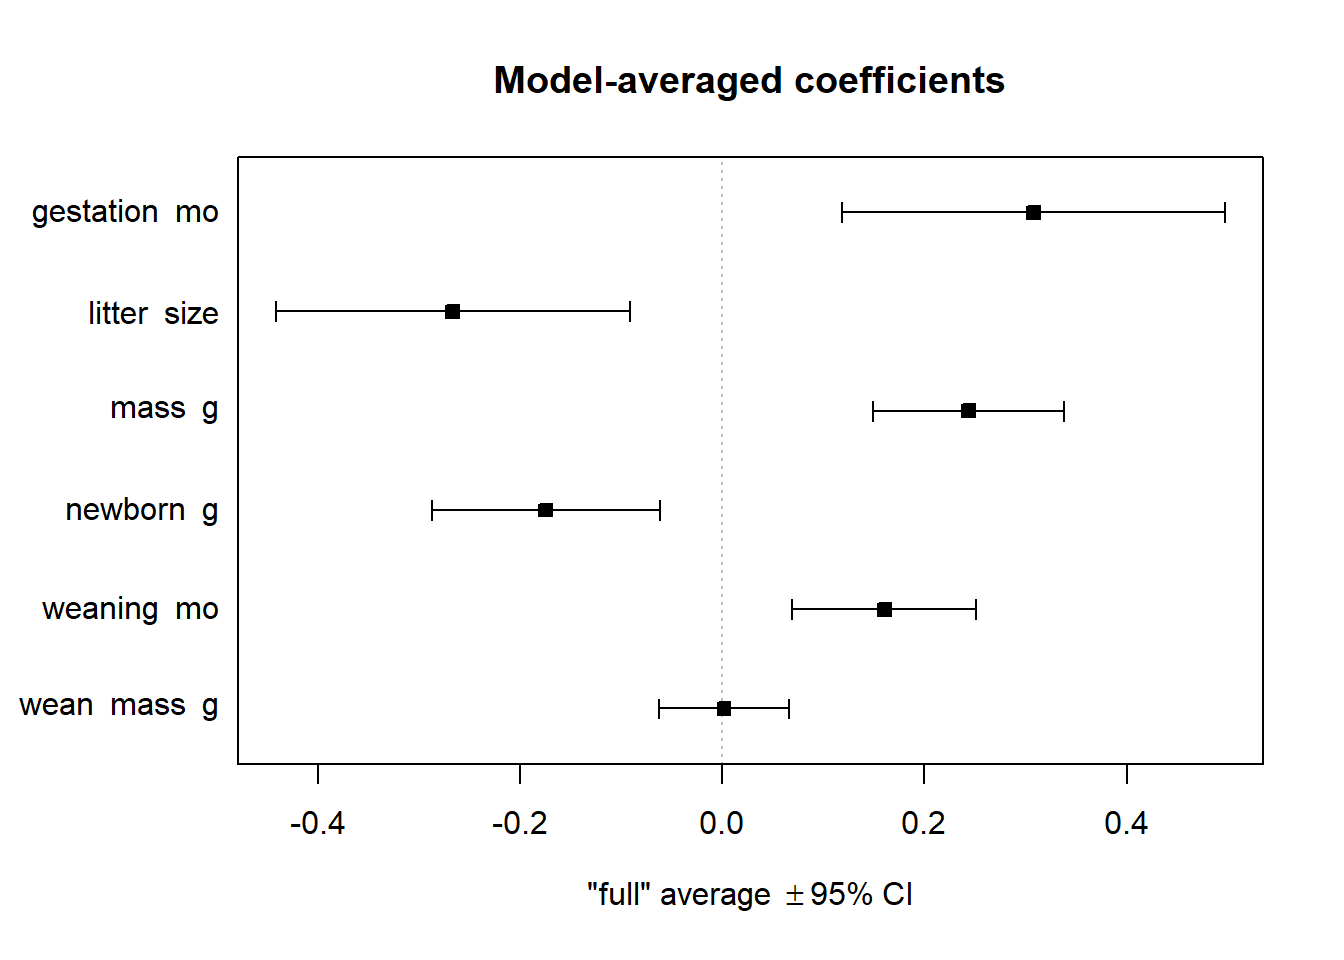 Model-averaged coefficients
gestation mo
litter size
mass g
newborn g
weaning mo
wean mass g
-0.4 -0.2 0.0 0.2 0.4
"full" average ±95% CI